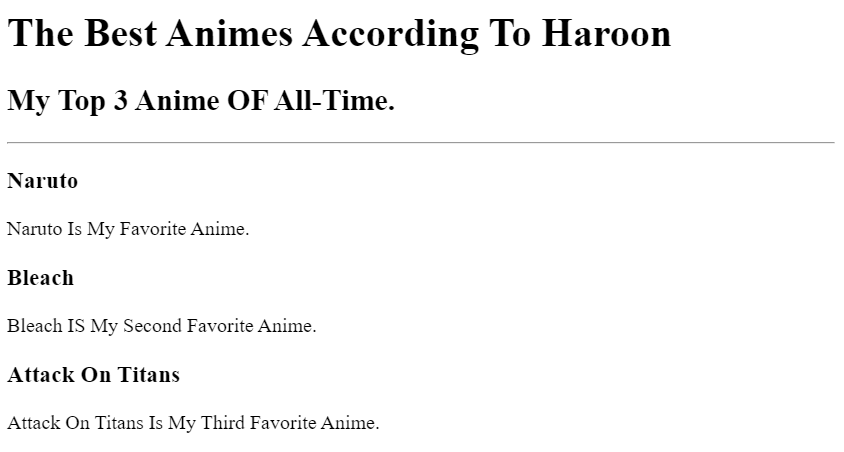 The Best Animes According To Haroon
My Top 3 Anime OF All-Time.
Naruto
Naruto Is My Favorite Anime.
Bleach
Bleach IS My Second Favorite Anime.
Attack On Titans
Attack On Titans Is My Third Favorite Anime.